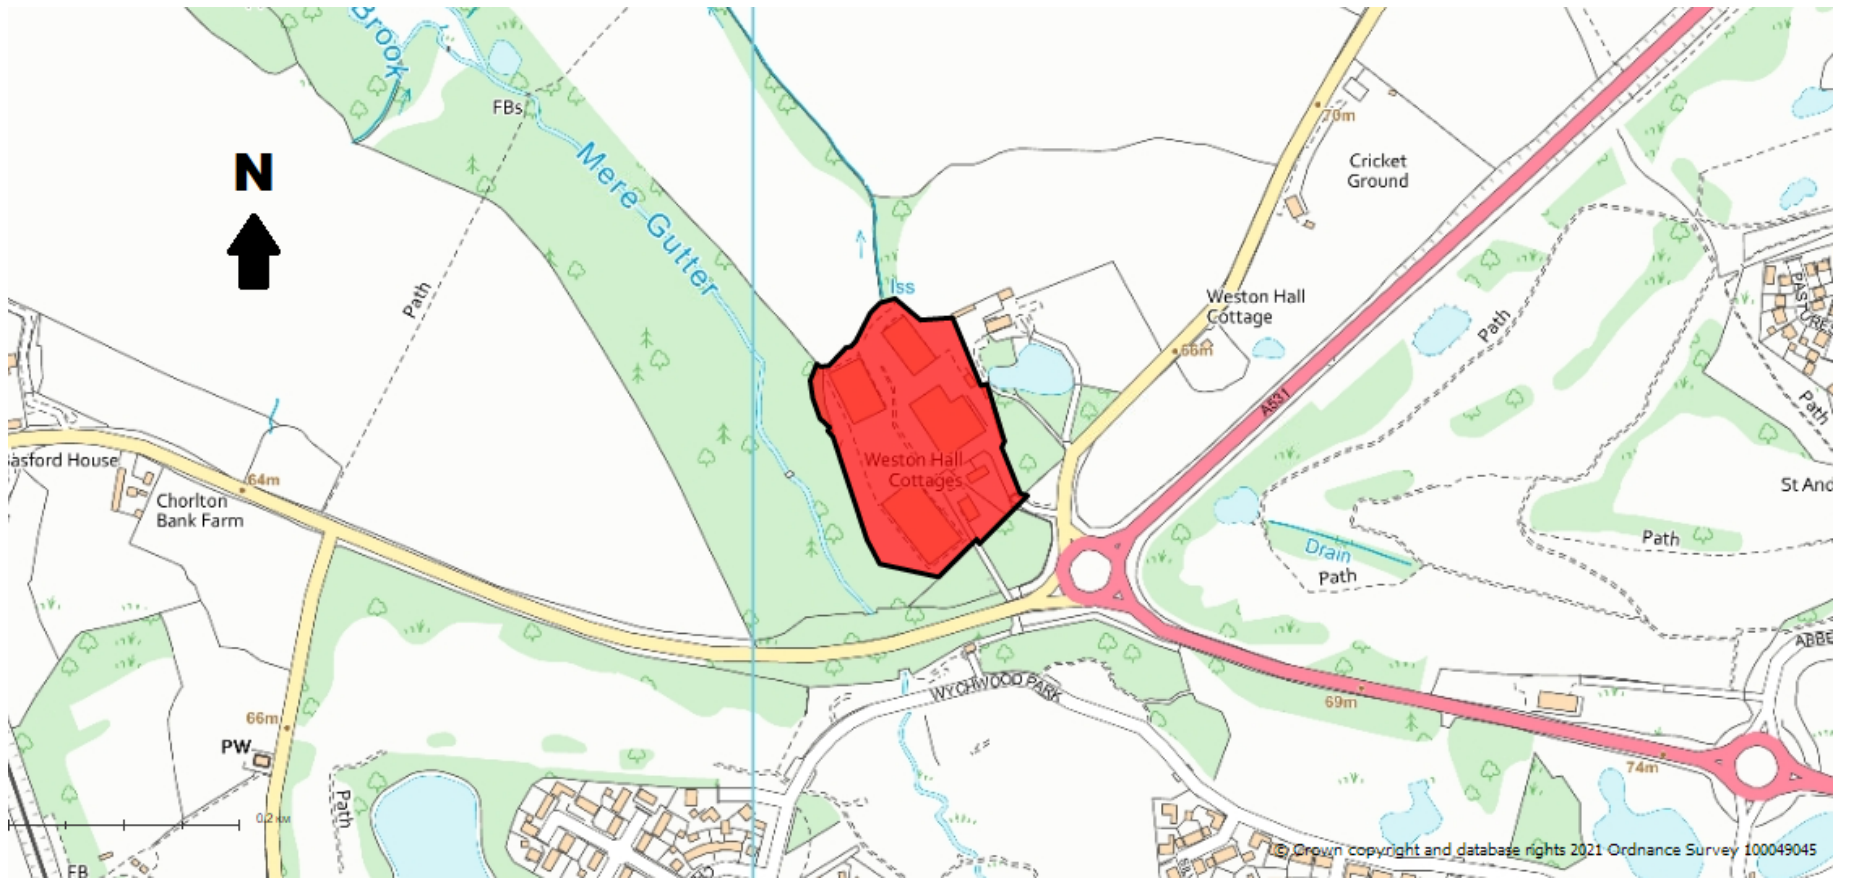 Brook
FBs
Mere Gutter
N
Path
Iss
70m
Cricket
Ground
Weston Hall
Cottage
66m
A531
Path
Path
Weston Hall
Cottages
asford House
64m
Chorlton
Bank Farm
St And
Path
Drain
Path
ABBE
WYCHWOOD PARK
69m
66m
PW
74m
Path
0.2 KM
FB
© Crown copyright and database rights 2021 Ordnance Survey 100049045